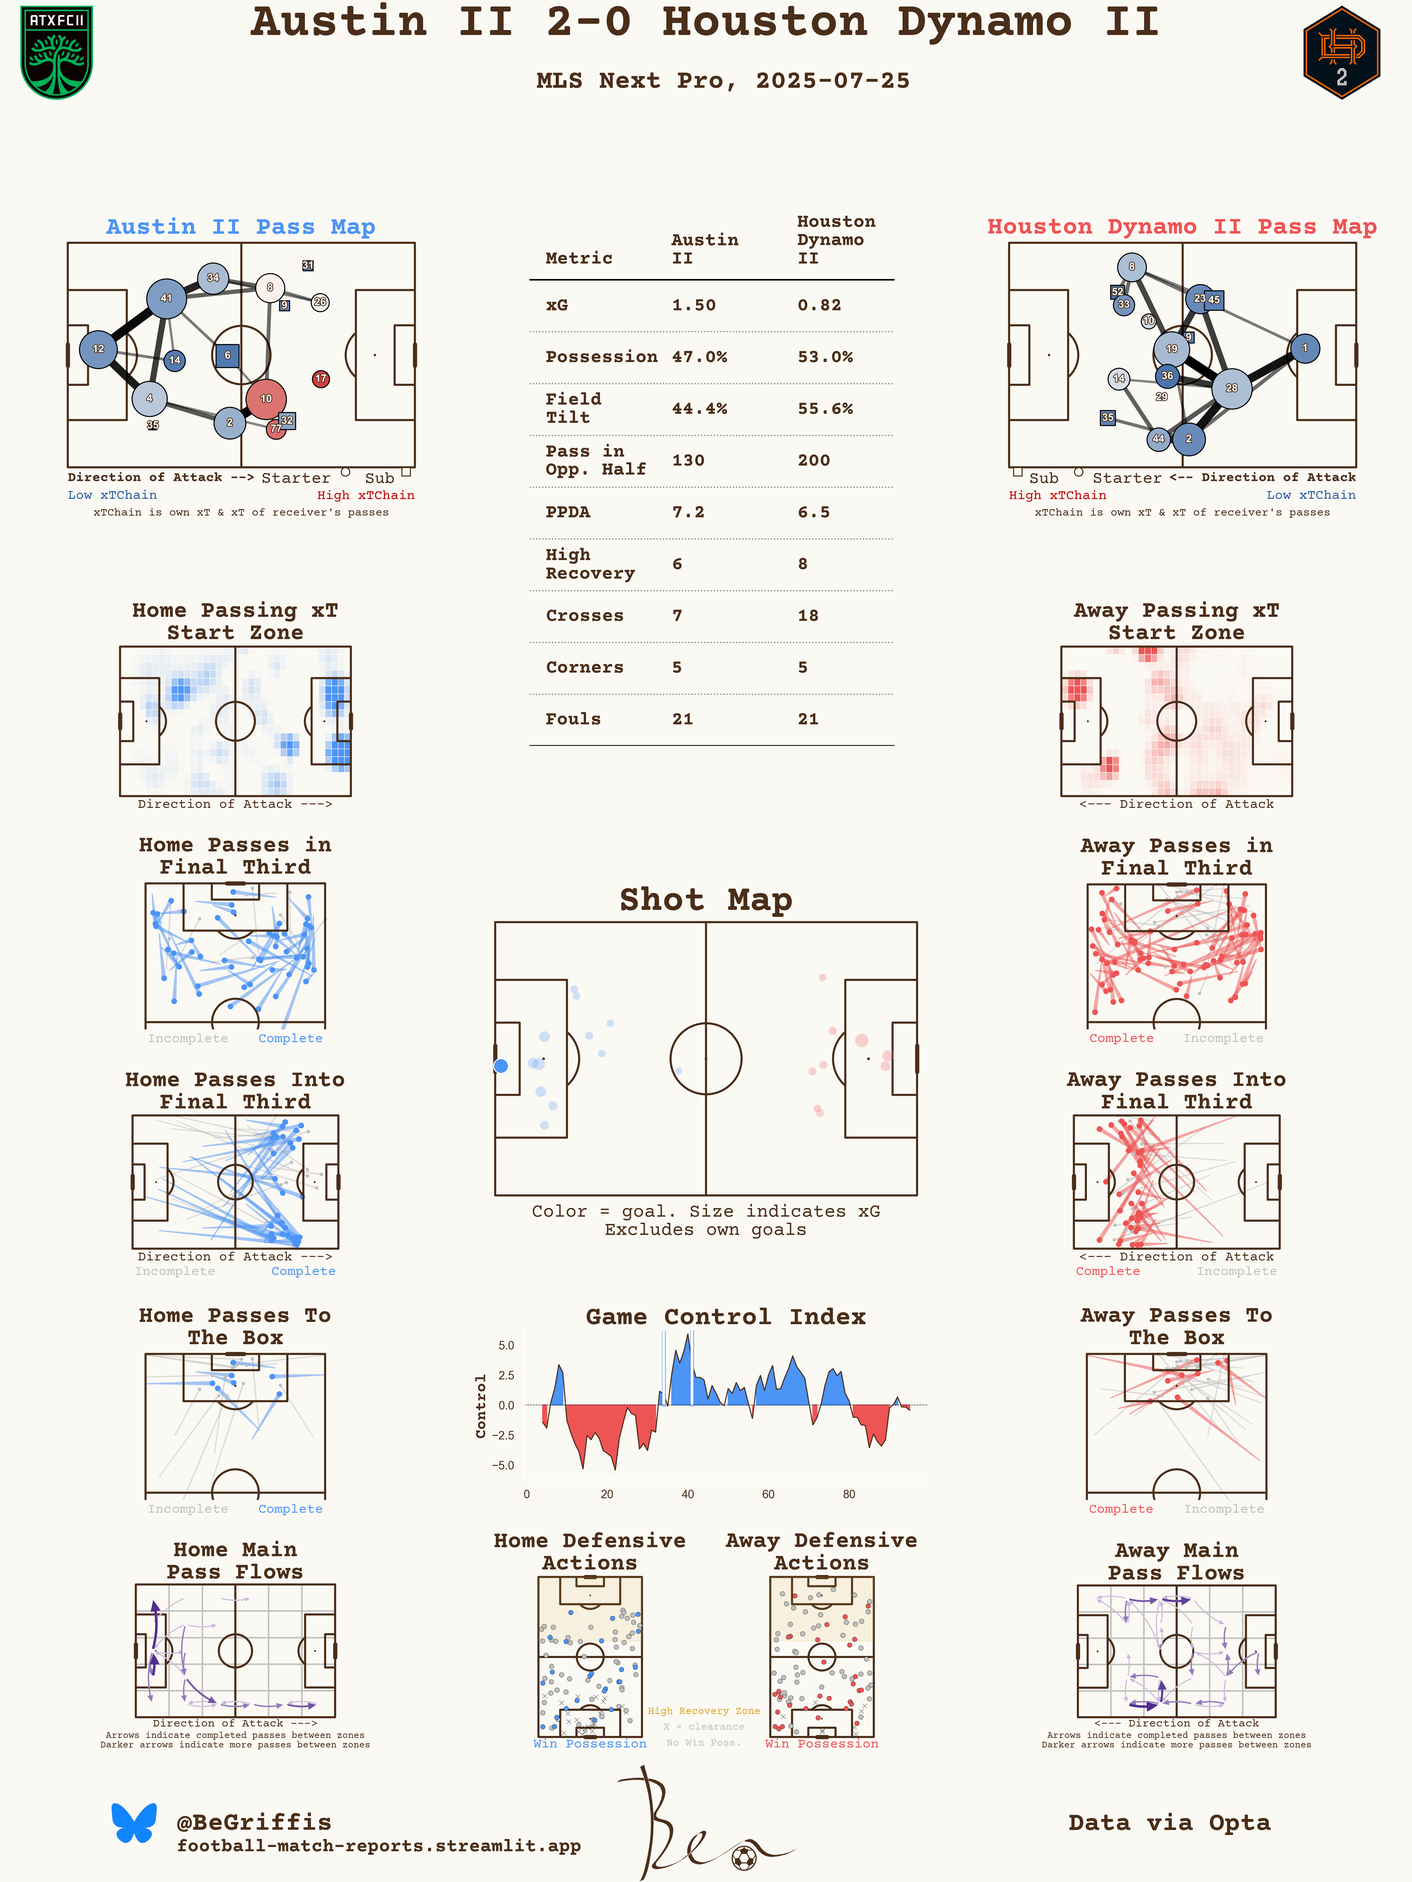 Austin II 2-0 Houston Dynamo II
MLS Next Pro, 2025-07-25
ATXFCII
2
Austin II Pass Map
34
31
41
8
9
26
12
14
6
17
4
10
2
32
77
35
Direction of Attack --> Starter Sub
Low xTChain High xTChain
xTChain is own xT & xT of receiver's passes
Metric Austin II Houston Dynamo II
xG 1.50 0.82
Possession 47.0% 53.0%
Field Tilt 44.4% 55.6%
Pass in Opp. Half 130 200
PPDA 7.2 6.5
High Recovery 6 8
Crosses 7 18
Corners 5 5
Fouls 21 21
Houston Dynamo II Pass Map
8
52
33
23
45
10
9
19
1
14
36
28
29
35
44
2
Sub Starter <-- Direction of Attack
High xTChain Low xTChain
xTChain is own xT & xT of receiver's passes
Home Passing xT
Start Zone
Direction of Attack --->
Away Passing xT
Start Zone
<--- Direction of Attack
Home Passes in
Final Third
Incomplete Complete
Away Passes in
Final Third
Complete Incomplete
Shot Map
Color = goal. Size indicates xG
Excludes own goals
Home Passes Into
Final Third
Direction of Attack --->
Incomplete Complete
Away Passes Into
Final Third
<--- Direction of Attack
Complete Incomplete
Home Passes To
The Box
Incomplete Complete
Game Control Index
Control
5.0
2.5
0.0
−2.5
−5.0
0 20 40 60 80
Away Passes To
The Box
Complete Incomplete
Home Main
Pass Flows
Direction of Attack --->
Arrows indicate completed passes between zones
Darker arrows indicate more passes between zones
Home Defensive
Actions
Win Possession
Away Defensive
Actions
Win Possession
High Recovery Zone
X = clearance
No Win Poss.
Away Main
Pass Flows
<--- Direction of Attack
Arrows indicate completed passes between zones
Darker arrows indicate more passes between zones
@BeGriffis
football-match-reports.streamlit.app
Ben
Data via Opta